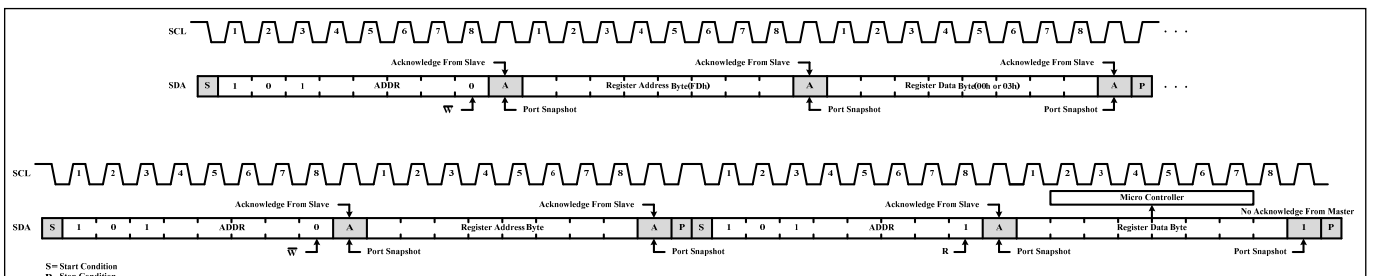 SCL 1 2 3 4 5 6 7 8 1 2 3 4 5 6 7 8 1 2 3 4 5 6 7 8 . . .
Acknowledge From Slave Acknowledge From Slave Acknowledge From Slave
SDA S 1 0 1 ADDR 0 A Register Address Byte(FDh) A Register Data Byte(00h or 03h) A P . . .
W Port Snapshot Port Snapshot Port Snapshot
SCL 1 2 3 4 5 6 7 8 1 2 3 4 5 6 7 8 1 2 3 4 5 6 7 8 1 2 3 4 5 6 7 8
Micro Controller
Acknowledge From Slave Acknowledge From Slave Acknowledge From Slave No Acknowledge From Master
SDA S 1 0 1 ADDR 0 A Register Address Byte A P S 1 0 1 ADDR 1 A Register Data Byte 1 P
W Port Snapshot Port Snapshot R Port Snapshot Port Snapshot
S=Start Condition